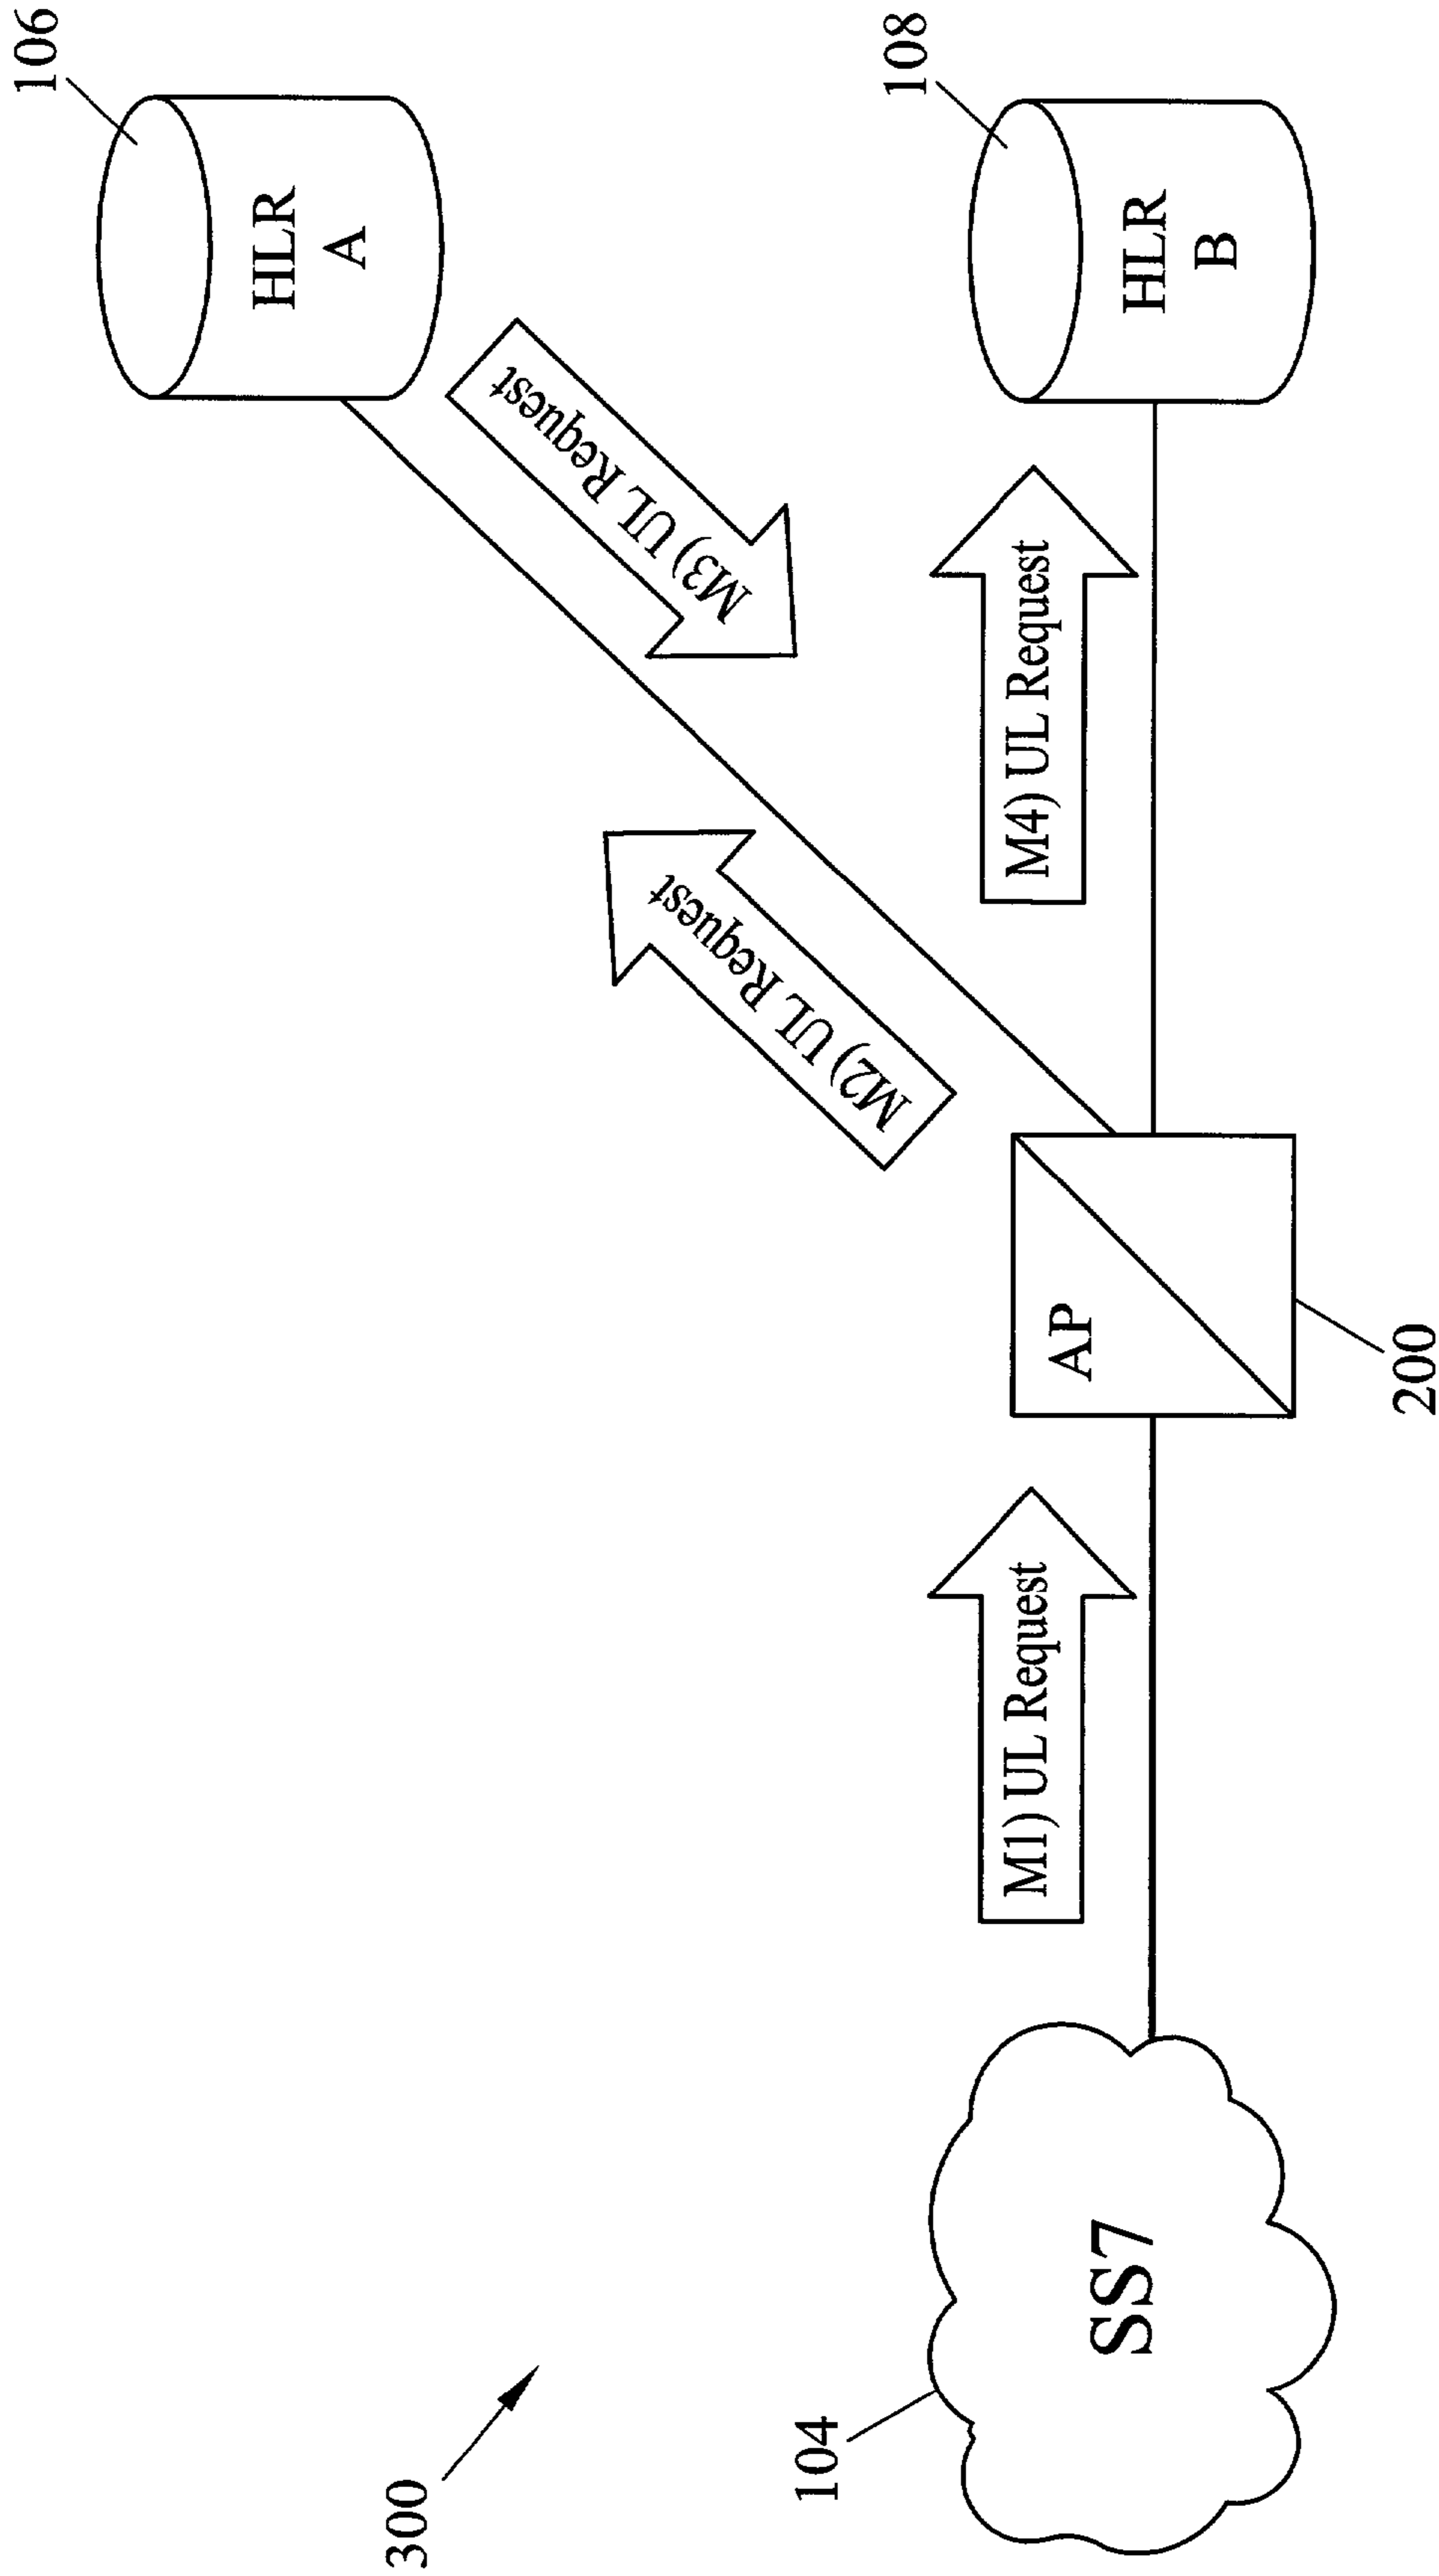 300
106
HLR
A
M3) UL Request
M2) UL Request
108
104
SS7
M1) UL Request
AP
200
M4) UL Request
HLR
B